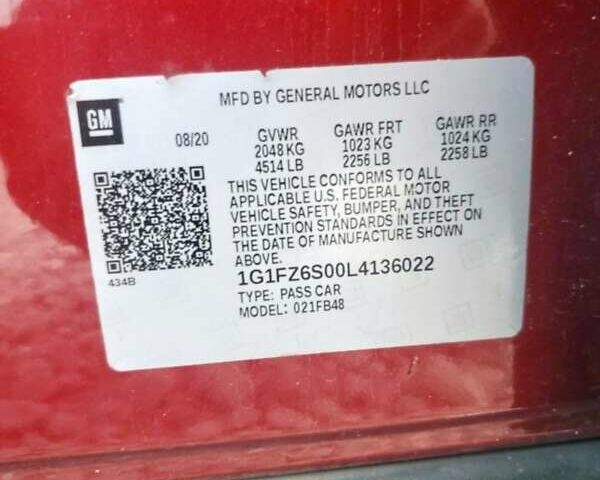 MFD BY GENERAL MOTORS LLC
GM
08/20 GVWR GAWR FRT GAWR RR
2048 KG 1023 KG 1024 KG
4514 LB 2256 LB 2258 LB
THIS VEHICLE CONFORMS TO ALL
APPLICABLE U.S. FEDERAL MOTOR
VEHICLE SAFETY, BUMPER, AND THEFT
PREVENTION STANDARDS IN EFFECT ON
THE DATE OF MANUFACTURE SHOWN
ABOVE.
434B
1G1FZ6S00L4136022
TYPE: PASS CAR
MODEL: 021FB48